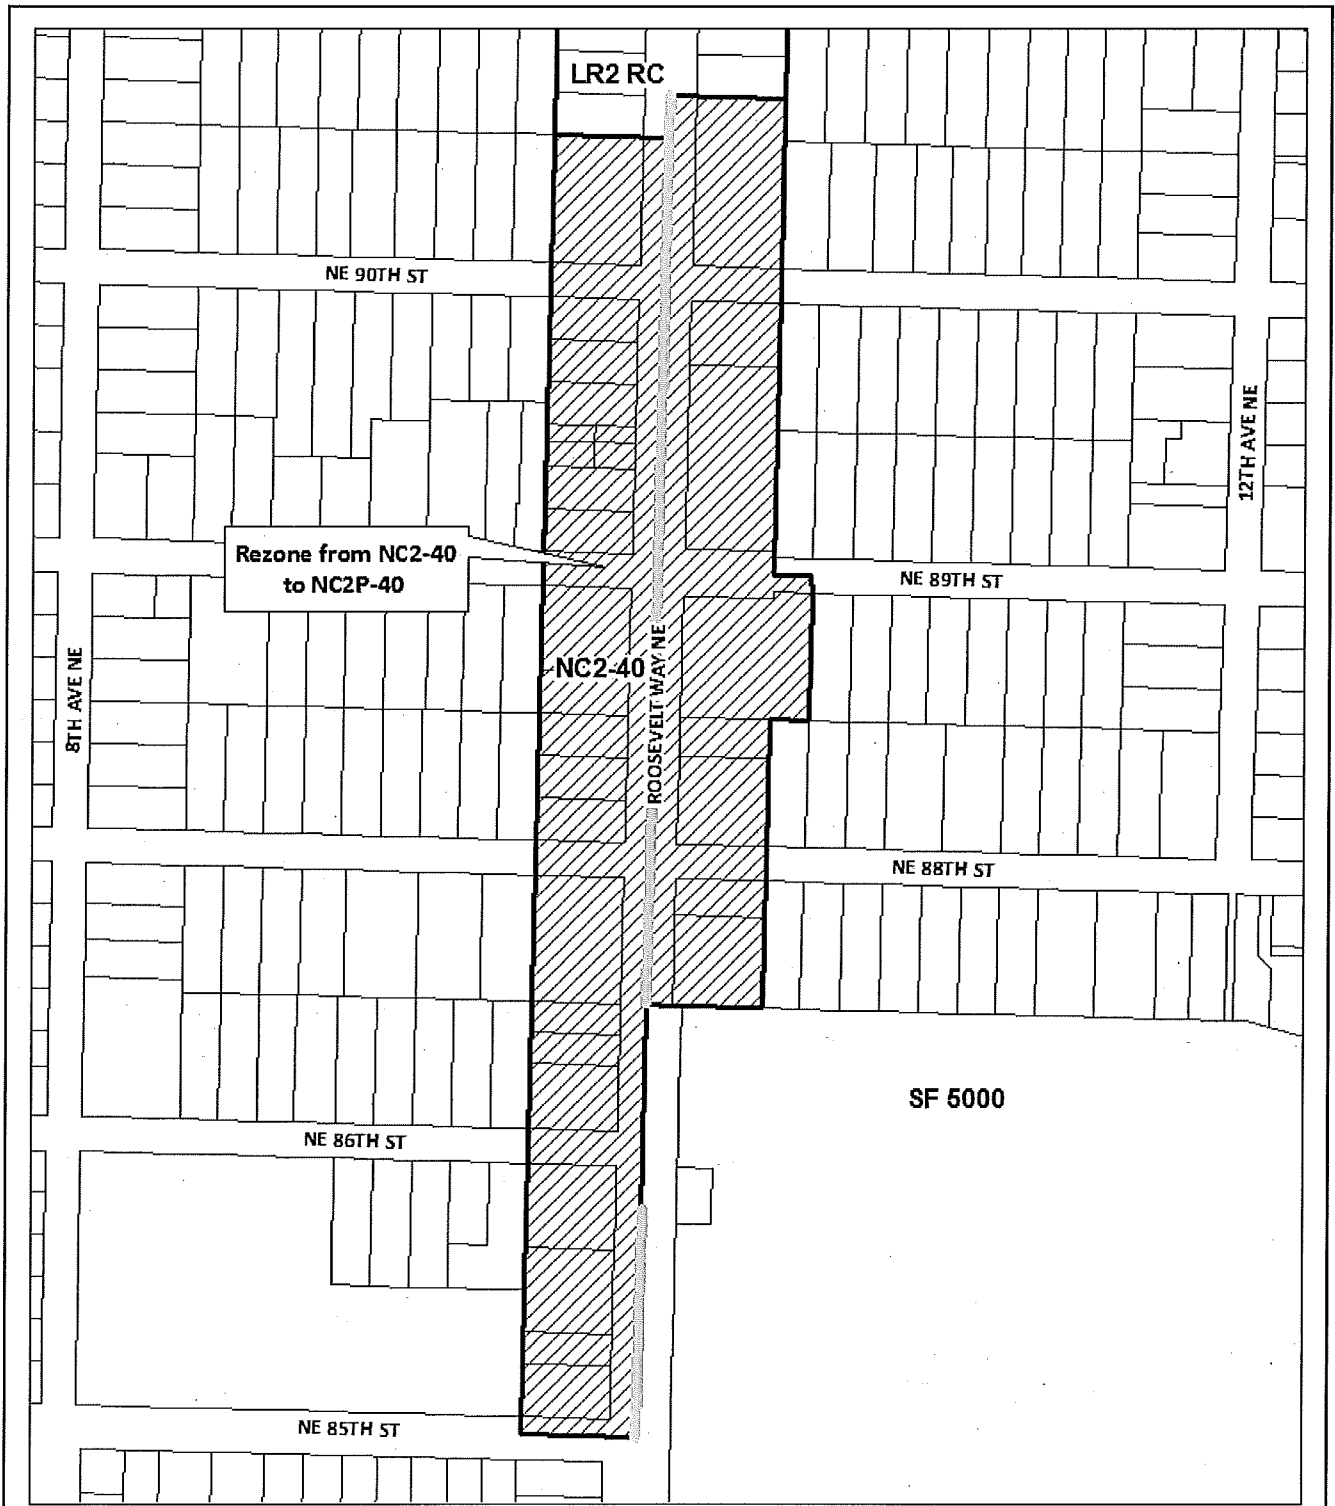 LR2 RC
NE 90TH ST
12TH AVE NE
Rezone from NC2-40
to NC2P-40
NE 89TH ST
8TH AVE NE
NC2-40
ROOSEVELT WAY NE
NE 88TH ST
SF 5000
NE 86TH ST
NE 85TH ST